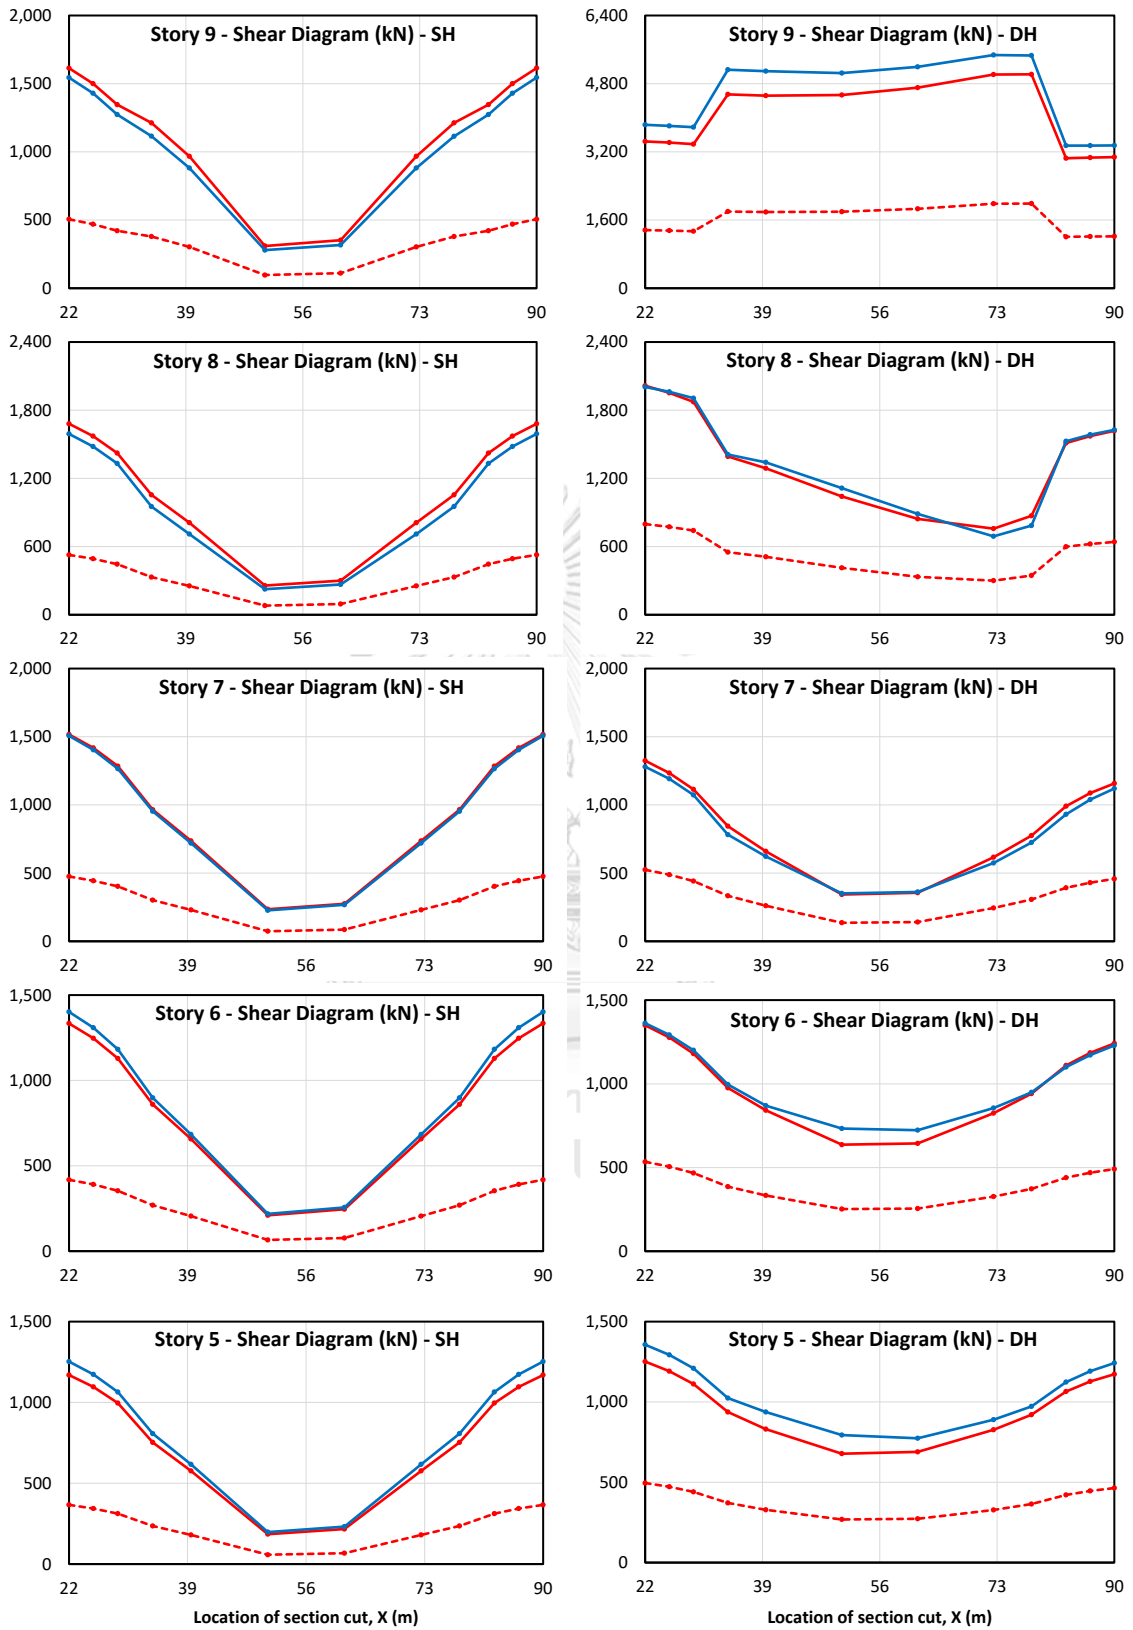 Story 9 - Shear Diagram (kN) - SH
2,000
1,500
1,000
500
0
22 39 56 73 90
Story 9 - Shear Diagram (kN) - DH
6,400
4,800
3,200
1,600
0
22 39 56 73 90
Story 8 - Shear Diagram (kN) - SH
2,400
1,800
1,200
600
0
22 39 56 73 90
Story 8 - Shear Diagram (kN) - DH
2,400
1,800
1,200
600
0
22 39 56 73 90
Story 7 - Shear Diagram (kN) - SH
2,000
1,500
1,000
500
0
22 39 56 73 90
Story 7 - Shear Diagram (kN) - DH
2,000
1,500
1,000
500
0
22 39 56 73 90
Story 6 - Shear Diagram (kN) - SH
1,500
1,000
500
0
22 39 56 73 90
Story 6 - Shear Diagram (kN) - DH
1,500
1,000
500
0
22 39 56 73 90
Story 5 - Shear Diagram (kN) - SH
1,500
1,000
500
0
22 39 56 73 90
Location of section cut, X (m)
Story 5 - Shear Diagram (kN) - DH
1,500
1,000
500
0
22 39 56 73 90
Location of section cut, X (m)